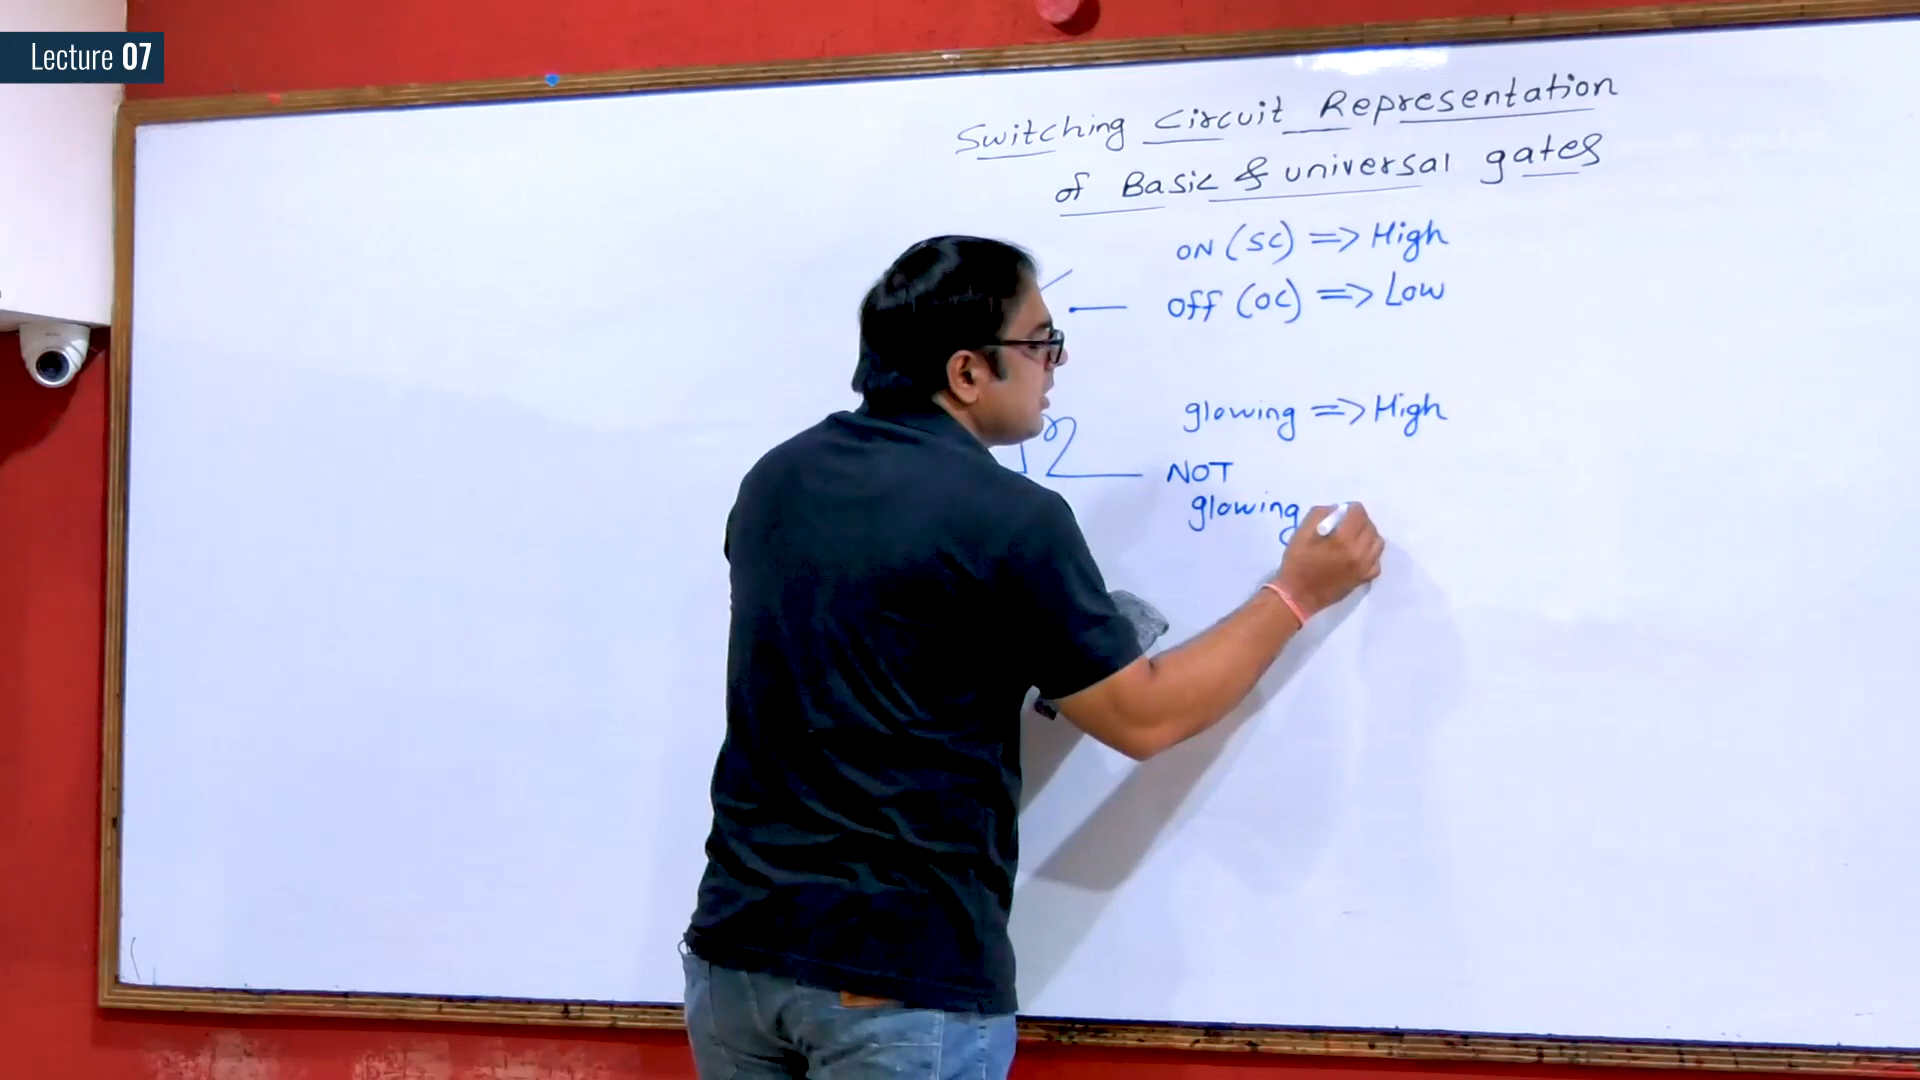 Lecture 07
Switching Circuit Representation
of Basic & universal gates
ON (SC) => High
Off (OC) => Low
glowing => High
NOT
glowing